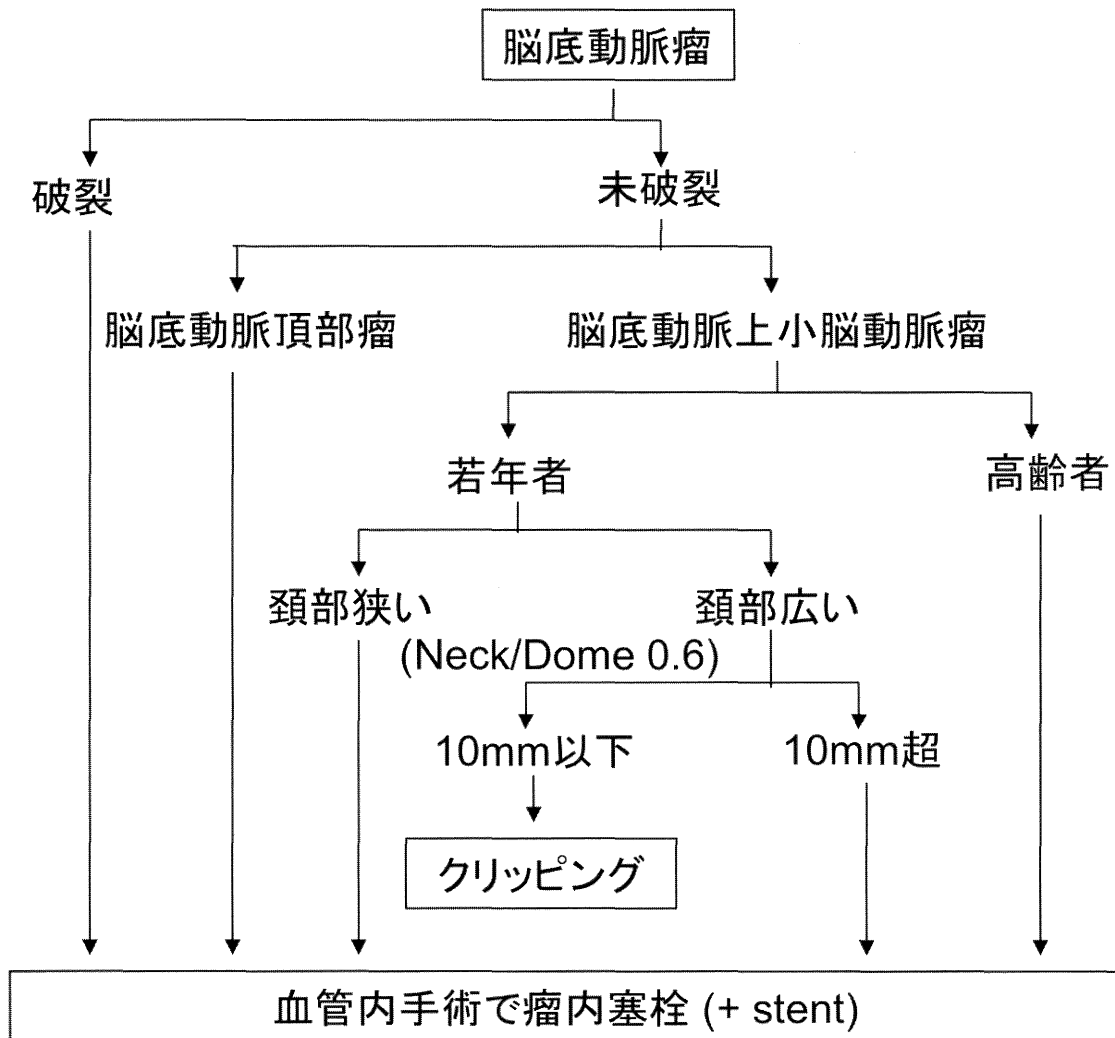 脳底動脈瘤
破裂
未破裂
脳底動脈頂部瘤
脳底動脈上小脳動脈瘤
若年者
高齢者
頚部狭い
頚部広い
(Neck/Dome 0.6)
10mm以下
10mm超
クリッピング
血管内手術で瘤内塞栓 (+ stent)